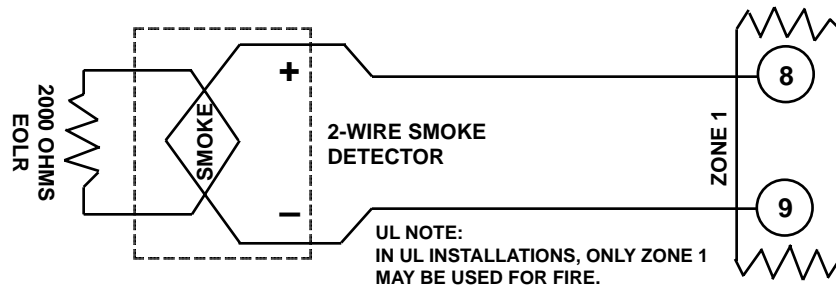 2000 OHMS
EOLR
SMOKE
+
–
2-WIRE SMOKE
DETECTOR
ZONE 1
8
9
UL NOTE:
IN UL INSTALLATIONS, ONLY ZONE 1
MAY BE USED FOR FIRE.